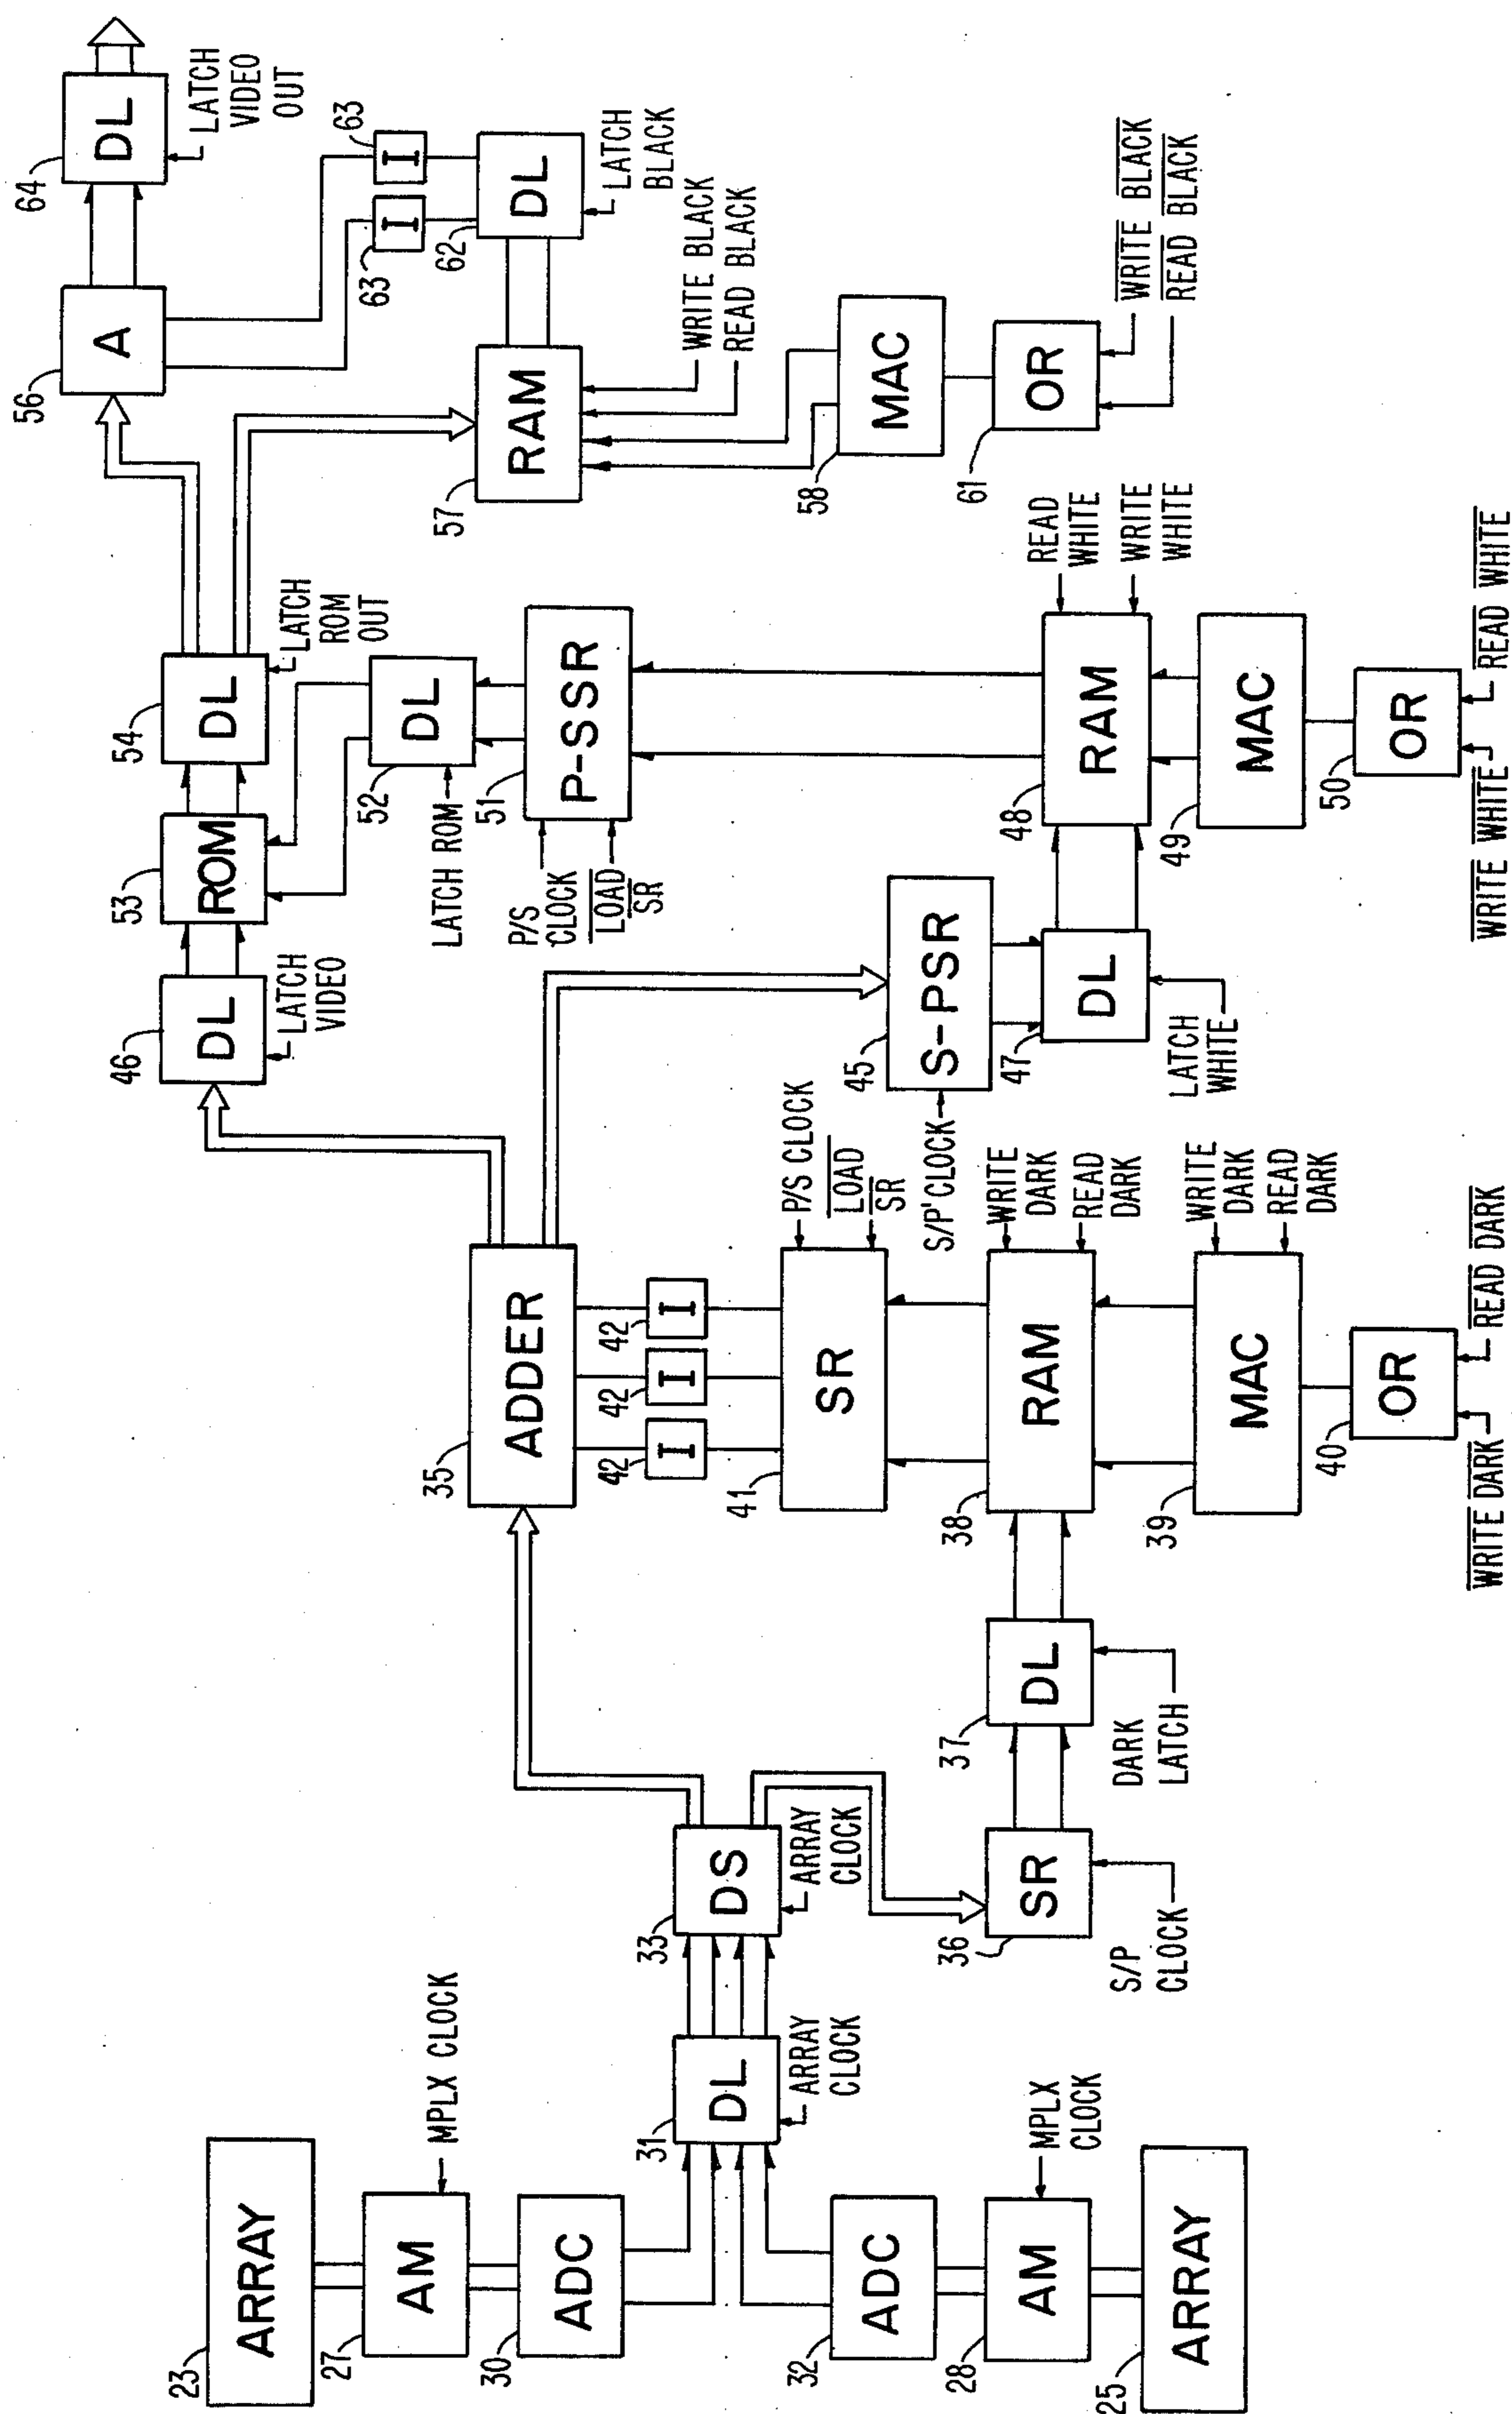 23
ARRAY
27
AM
MPLX CLOCK
30
ADC
32
ADC
28
AM
MPLX
CLOCK
25
ARRAY
31
DL
ARRAY
CLOCK
33
DS
ARRAY
CLOCK
36
SR
S/P
CLOCK
37
DL
DARK
LATCH
35
ADDER
42
I
42
I
42
I
41
SR
P/S CLOCK
LOAD
SR
38
RAM
WRITE
DARK
READ
DARK
39
MAC
WRITE
DARK
READ
DARK
40
OR
WRITE DARK
READ DARK
46
DL
LATCH
VIDEO
45
S-PSR
S/P'CLOCK
47
DL
LATCH
WHITE
53
ROM
54
DL
LATCH
ROM
OUT
52
DL
LATCH ROM
51
P-SSR
P/S
CLOCK
LOAD
SR
48
RAM
READ
WHITE
WRITE
WHITE
49
MAC
50
OR
WRITE WHITE
READ WHITE
56
A
64
DL
LATCH
VIDEO
OUT
63
I
63
I
62
DL
LATCH
BLACK
57
RAM
WRITE BLACK
READ BLACK
58
MAC
61
OR
WRITE BLACK
READ BLACK